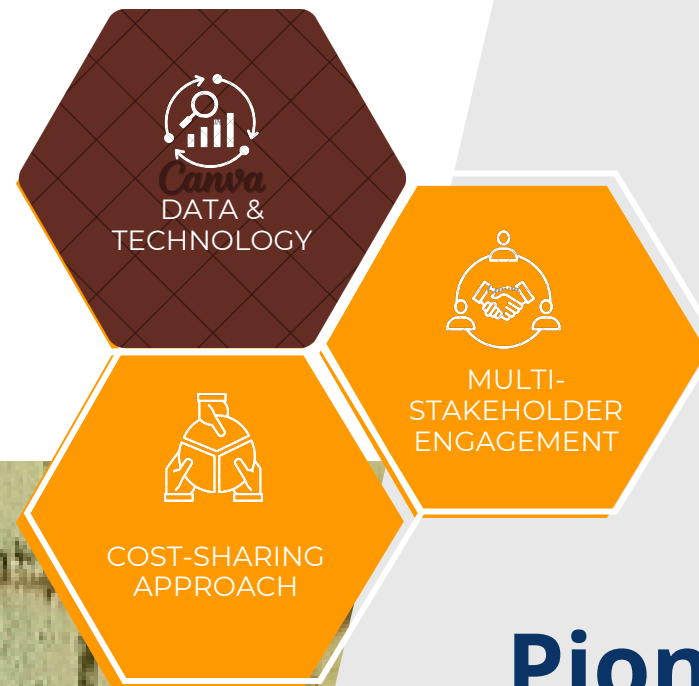 Canva
DATA &
TECHNOLOGY
MULTI-
STAKEHOLDER
ENGAGEMENT
COST-SHARING
APPROACH
Pion